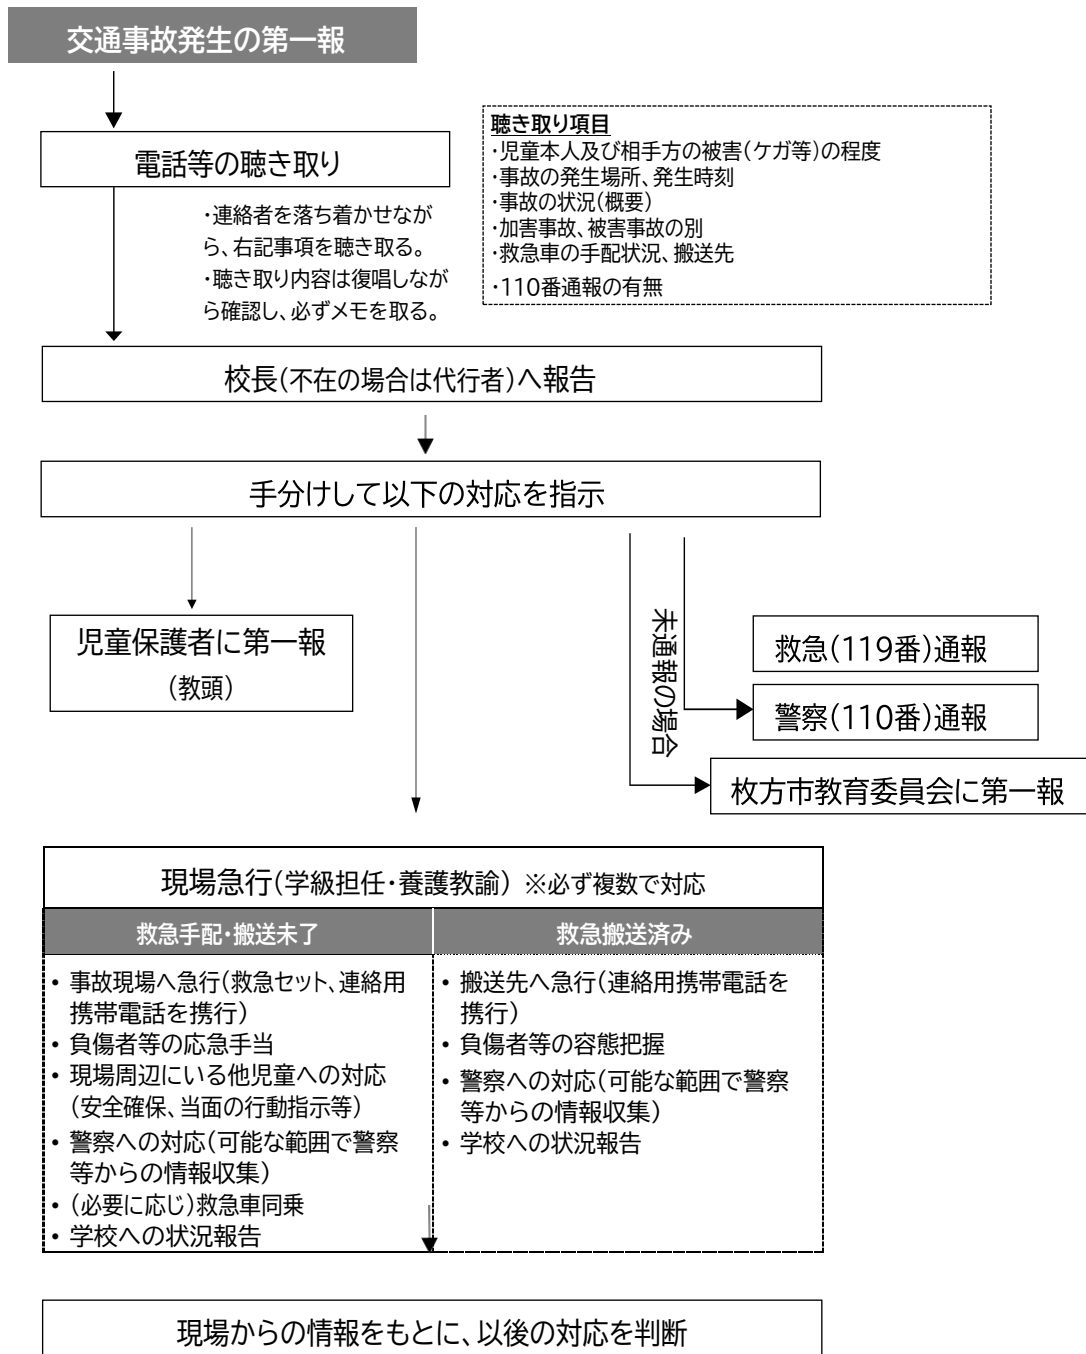 交通事故発生の第一報
電話等の聴き取り
・連絡者を落ち着かせなが
ら、右記事項を聴き取る。
・聴き取り内容は復唱しなが
ら確認し、必ずメモを取る。
聴き取り項目
・児童本人及び相手方の被害(ケガ等)の程度
・事故の発生場所、発生時刻
・事故の状況(概要)
・加害事故、被害事故の別
・救急車の手配状況、搬送先
・110番通報の有無
校長(不在の場合は代行者)へ報告
手分けして以下の対応を指示
児童保護者に第一報
(教頭)
未通報の場合
救急(119番)通報
警察(110番)通報
枚方市教育委員会に第一報
現場急行(学級担任・養護教諭) ※必ず複数で対応
救急手配・搬送未了
• 事故現場へ急行(救急セット、連絡用
携帯電話を携行)
• 負傷者等の応急手当
• 現場周辺にいる他児童への対応
(安全確保、当面の行動指示等)
• 警察への対応(可能な範囲で警察
等からの情報収集)
• (必要に応じ)救急車同乗
• 学校への状況報告
救急搬送済み
• 搬送先へ急行(連絡用携帯電話を
携行)
• 負傷者等の容態把握
• 警察への対応(可能な範囲で警察
等からの情報収集)
• 学校への状況報告
現場からの情報をもとに、以後の対応を判断